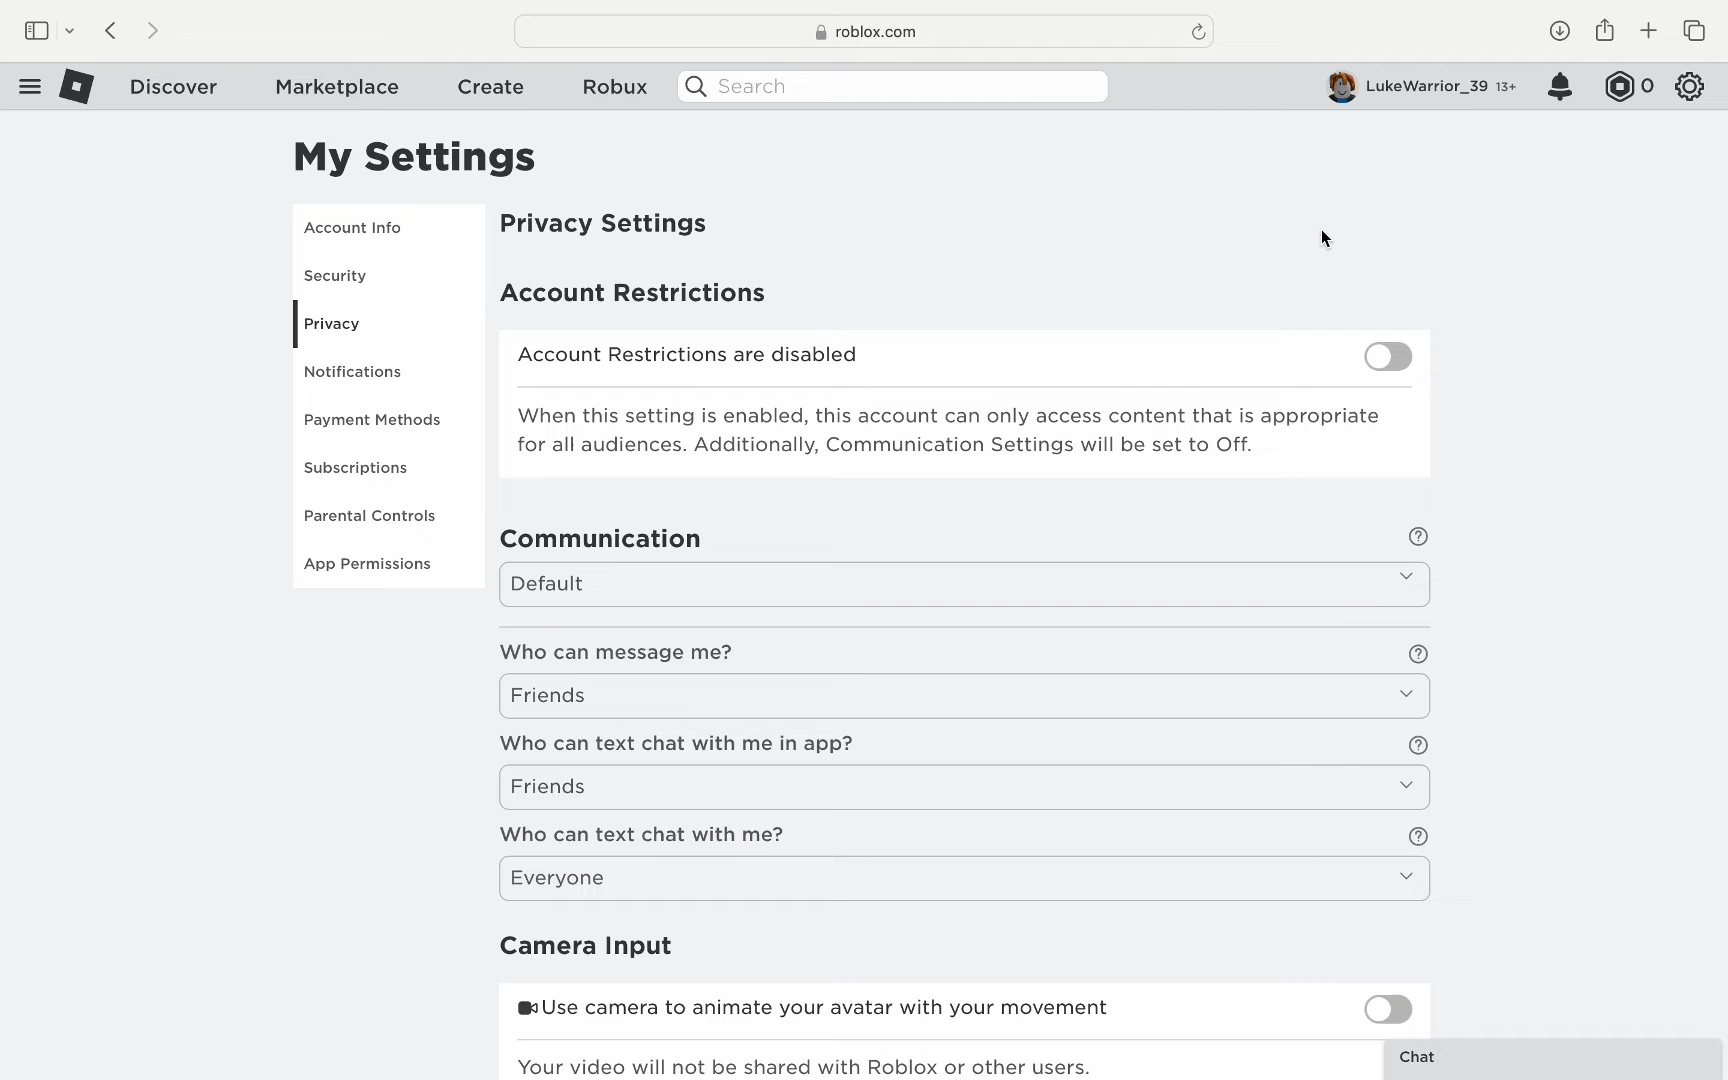 roblox.com
Discover
Marketplace
Create
Robux
Search
LukeWarrior_39 13+
0
My Settings
Account Info
Security
Privacy
Notifications
Payment Methods
Subscriptions
Parental Controls
App Permissions
Privacy Settings
Account Restrictions
Account Restrictions are disabled
When this setting is enabled, this account can only access content that is appropriate
for all audiences. Additionally, Communication Settings will be set to Off.
Communication
Default
Who can message me?
Friends
Who can text chat with me in app?
Friends
Who can text chat with me?
Everyone
Camera Input
Use camera to animate your avatar with your movement
Your video will not be shared with Roblox or other users.
Chat